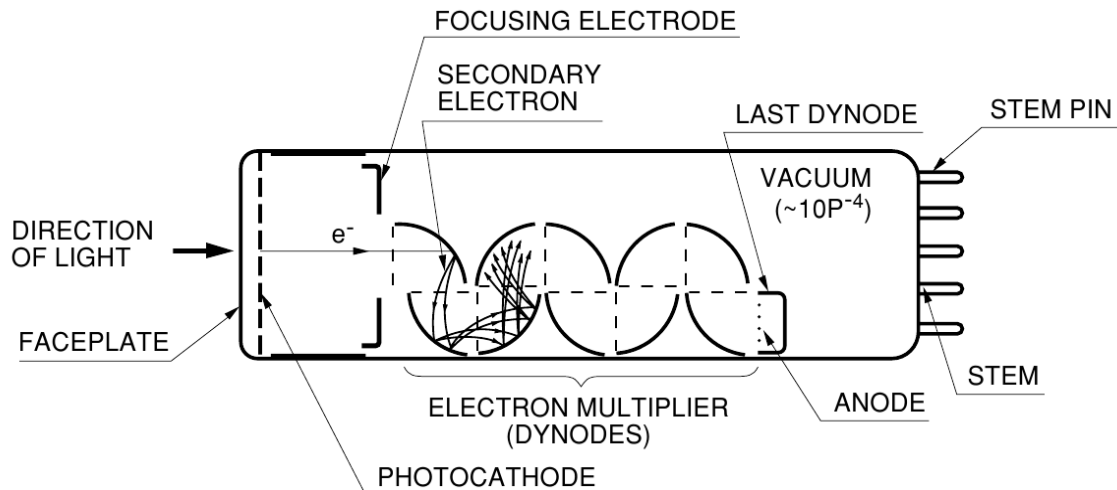 FOCUSING ELECTRODE
SECONDARY
ELECTRON
LAST DYNODE
STEM PIN
VACUUM
(~10P⁻⁴)
DIRECTION
OF LIGHT
e⁻
FACEPLATE
STEM
ELECTRON MULTIPLIER
(DYNODES)
ANODE
PHOTOCATHODE